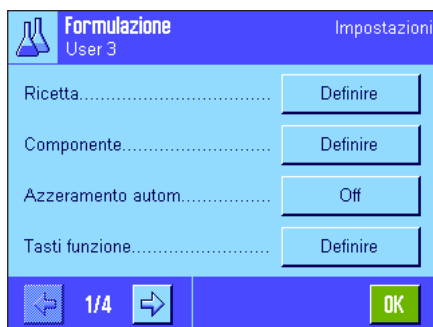 Formulazione
Impostazioni
User 3
Ricetta................................ Definire
Componente......................... Definire
Azzeramento autom............... Off
Tasti funzione....................... Definire
1/4
OK